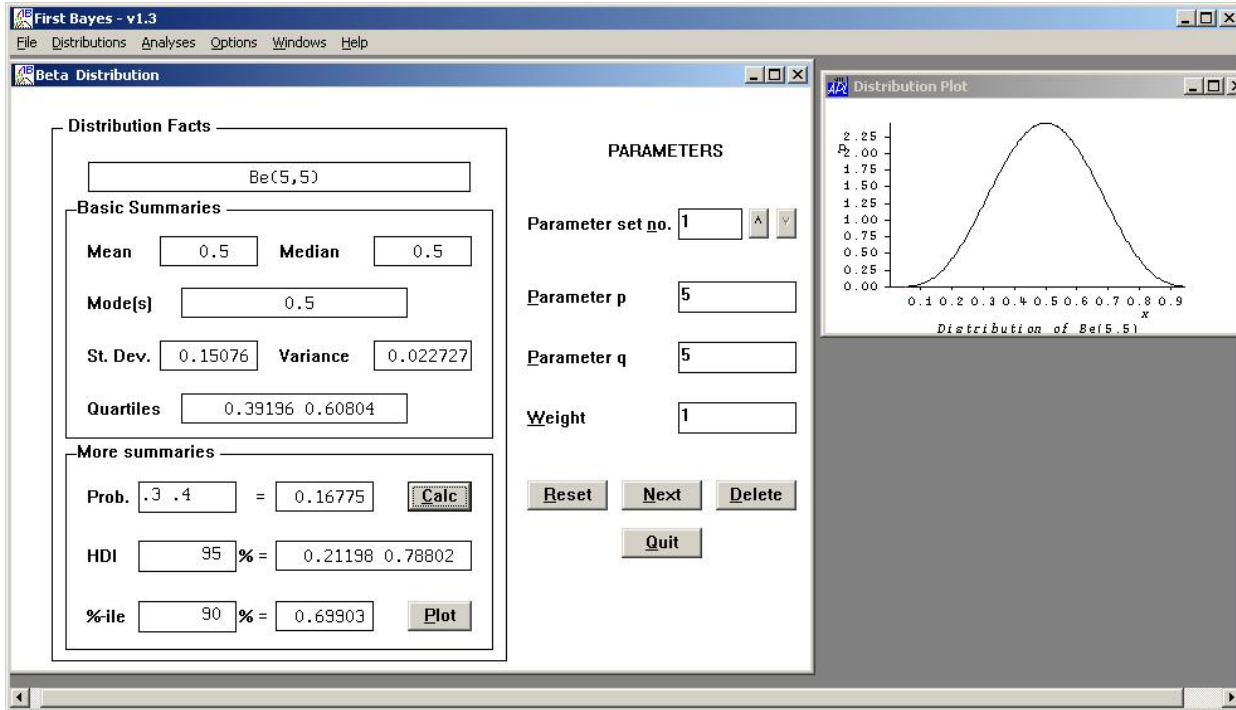 First Bayes - v1.3
File Distributions Analyses Options Windows Help
Beta Distribution
Distribution Facts
Be(5,5)
Basic Summaries
Mean 0.5 Median 0.5
Mode(s) 0.5
St. Dev. 0.15076 Variance 0.022727
Quartiles 0.39196 0.60804
More summaries
Prob. .3 .4 = 0.16775 Calc
HDI 95 % = 0.21198 0.78802
%-ile 90 % = 0.69903 Plot
PARAMETERS
Parameter set no. 1
Parameter p 5
Parameter q 5
Weight 1
Reset Next Delete
Quit
Distribution Plot
2.25
P
2.00
1.75
1.50
1.25
1.00
0.75
0.50
0.25
0.00
0.1 0.2 0.3 0.4 0.5 0.6 0.7 0.8 0.9
x
Distribution of Be(5,5)